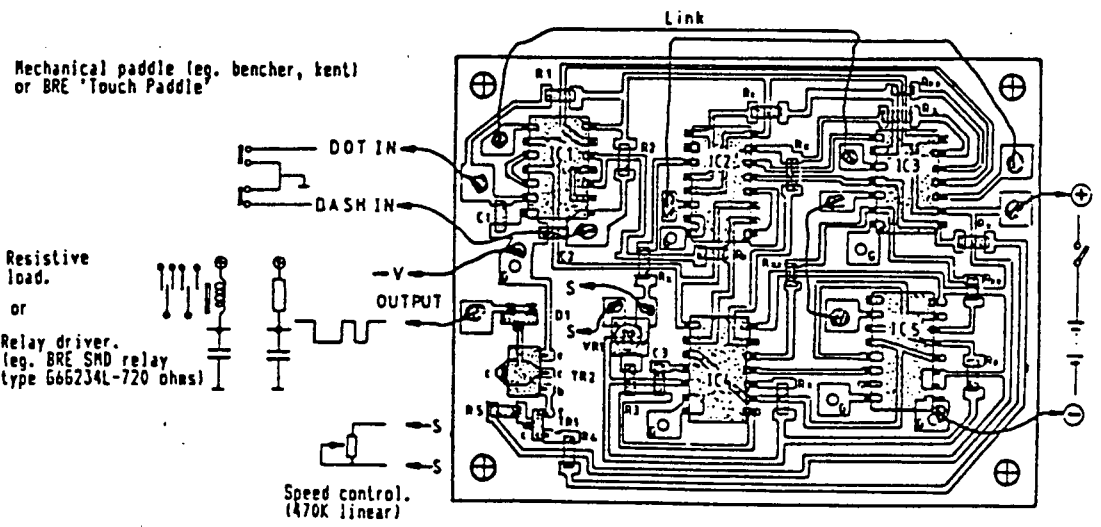 Link
Mechanical paddle (eg. bencher, kent)
or BRE 'Touch Paddle'
DOT IN
DASH IN
-V
OUTPUT
Resistive
load.
or
Relay driver.
(eg. BRE SMD relay
type G66234L-720 ohms)
S
S
Speed control.
(470K linear)
R1
IC1
R2
C1
IC2
IC3
S
S
D1
VR1
TR2
c
e
c
b
R5
TR1
R4
R3
C3
IC4
IC5
G
G
G
+
-